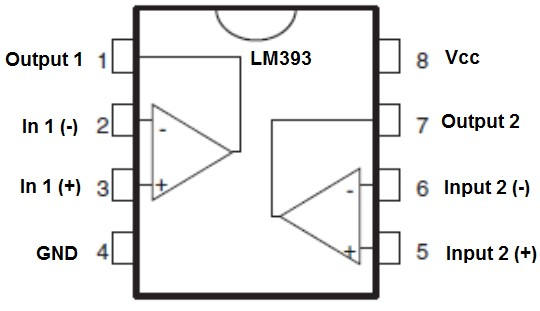 Output 1 1 LM393 8 Vcc
In 1 (-) 2 - 7 Output 2
In 1 (+) 3 + - 6 Input 2 (-)
GND 4 + 5 Input 2 (+)